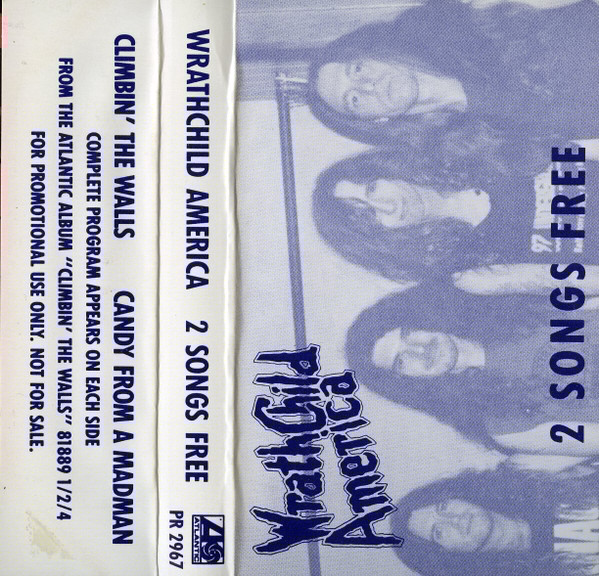 2 SONGS FREE
Wrathchild
America
WRATHCHILD AMERICA 2 SONGS FREE
ATLANTIC
PR 2967
CLIMBIN' THE WALLS CANDY FROM A MADMAN
COMPLETE PROGRAM APPEARS ON EACH SIDE
FROM THE ATLANTIC ALBUM "CLIMBIN' THE WALLS" 81889 1/2/4
FOR PROMOTIONAL USE ONLY. NOT FOR SALE.